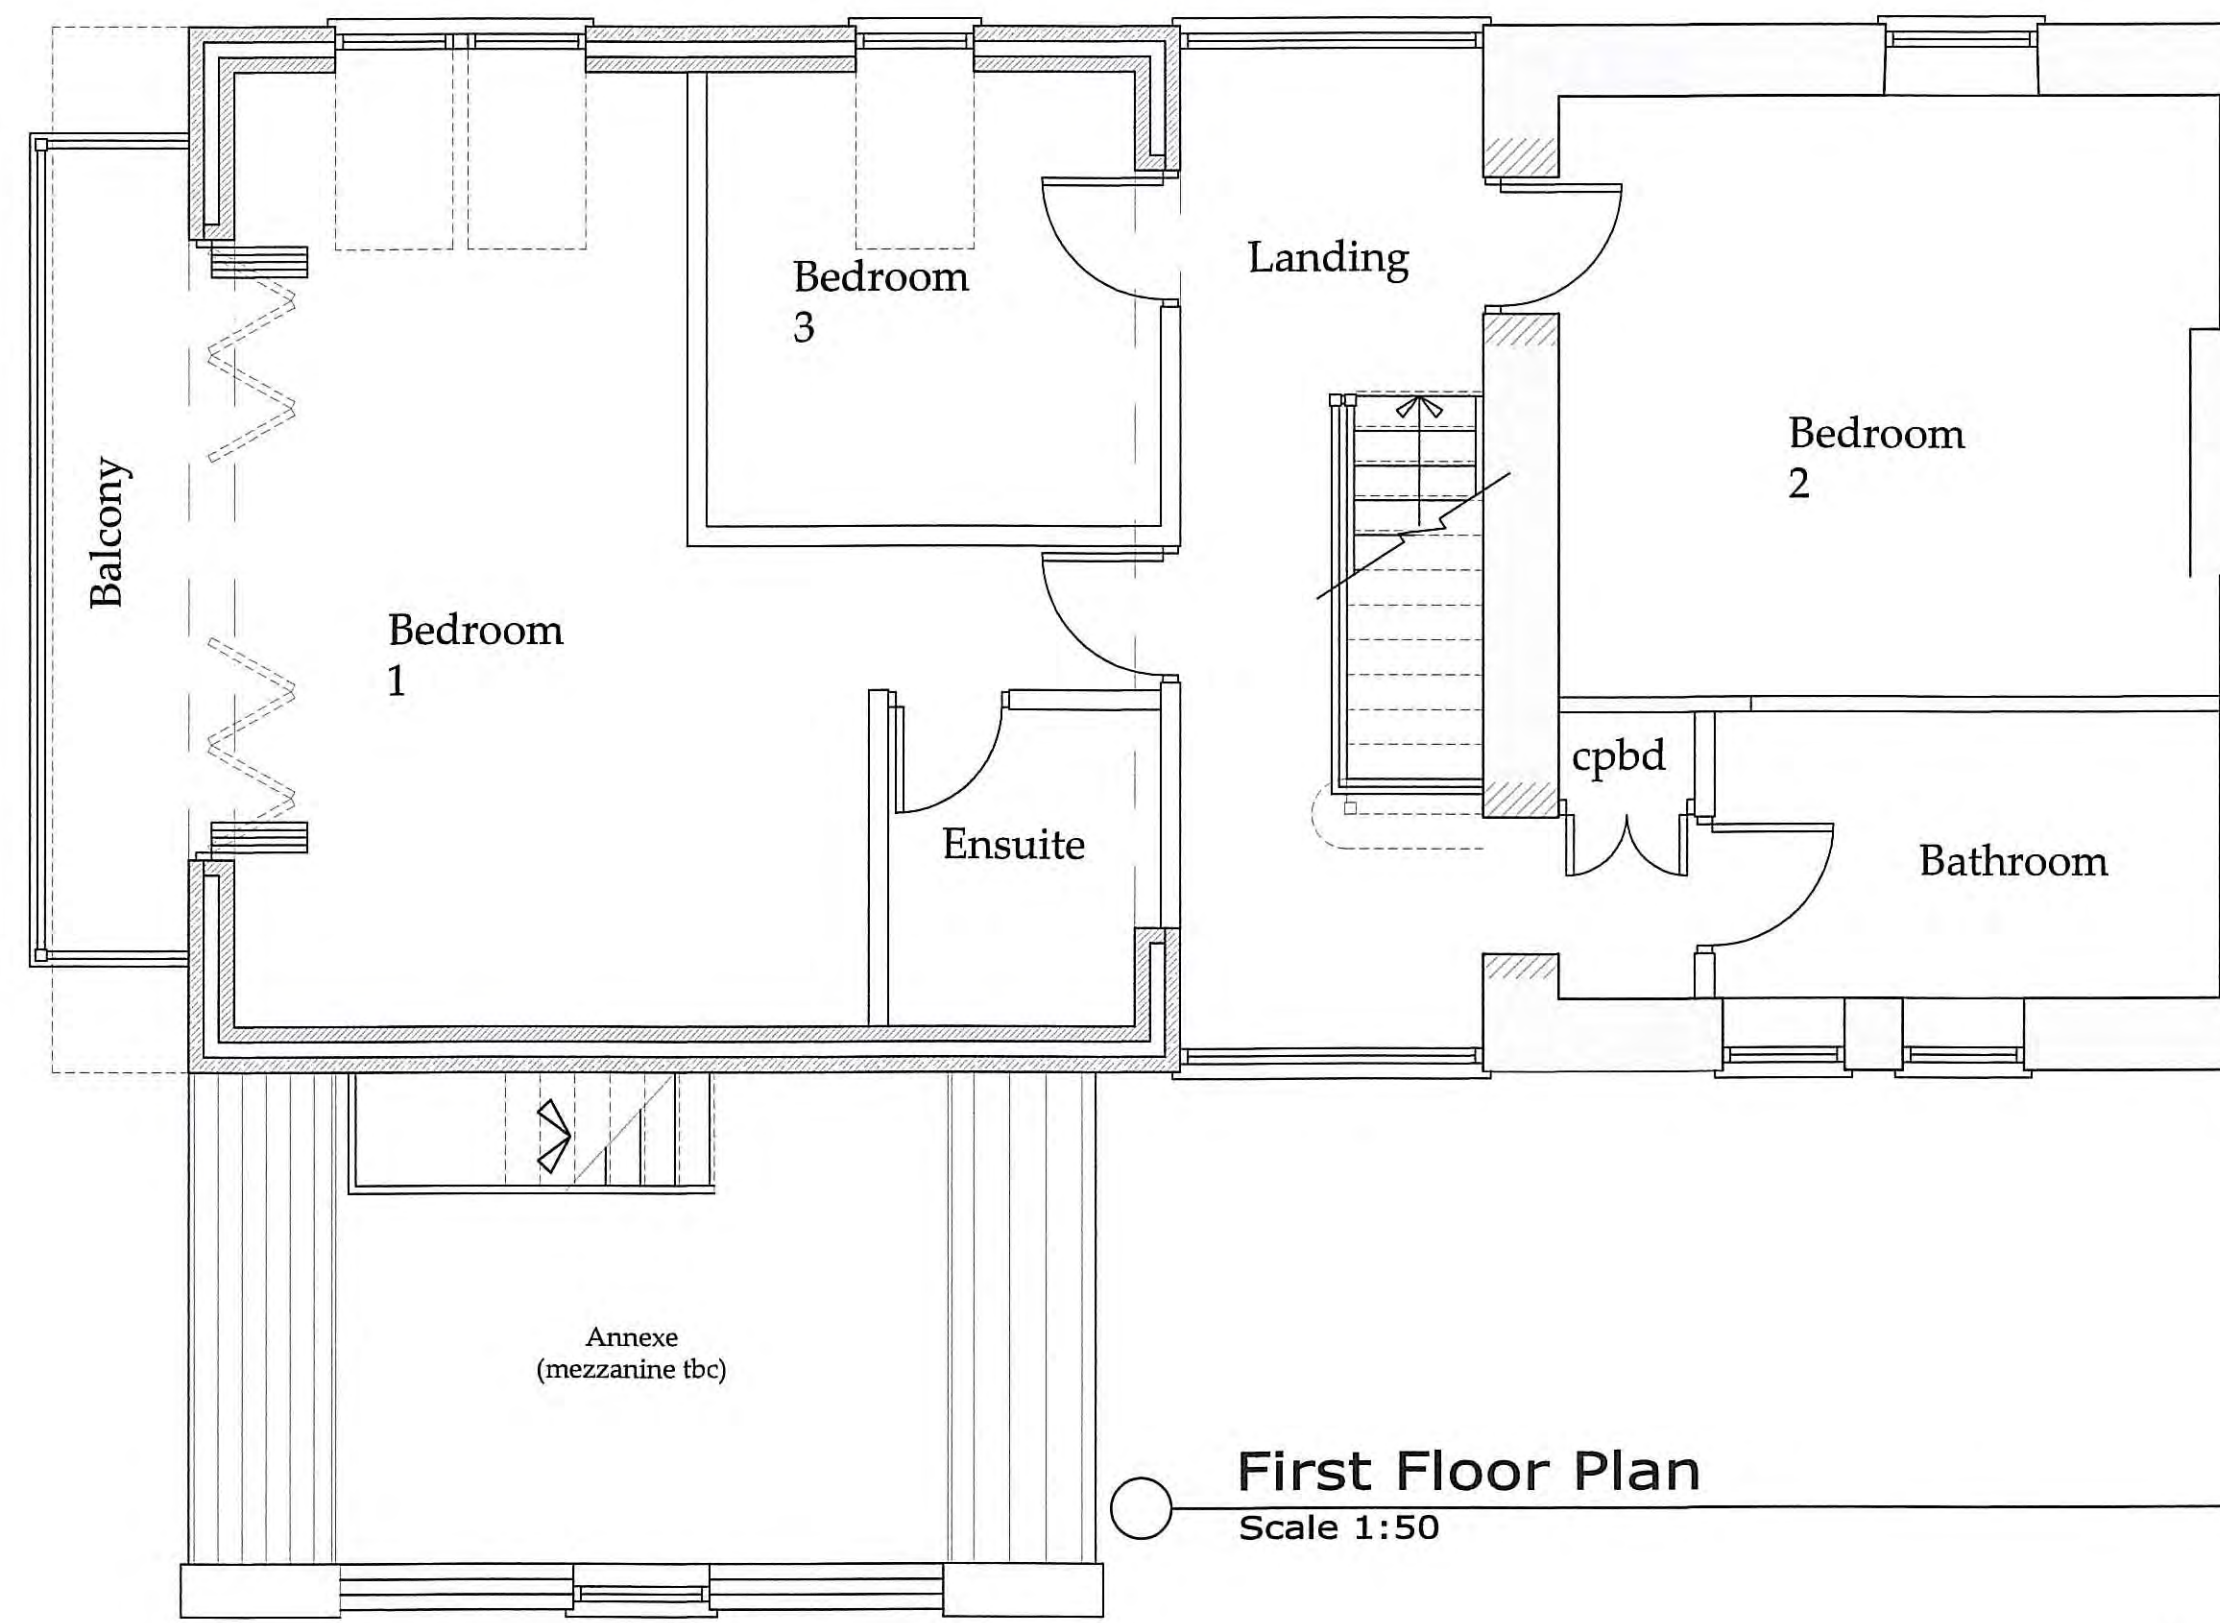 Bedroom
3
Landing
Bedroom
2
Balcony
Bedroom
1
cpbd
Ensuite
Bathroom
Annexe
(mezzanine tbc)
First Floor Plan
Scale 1:50